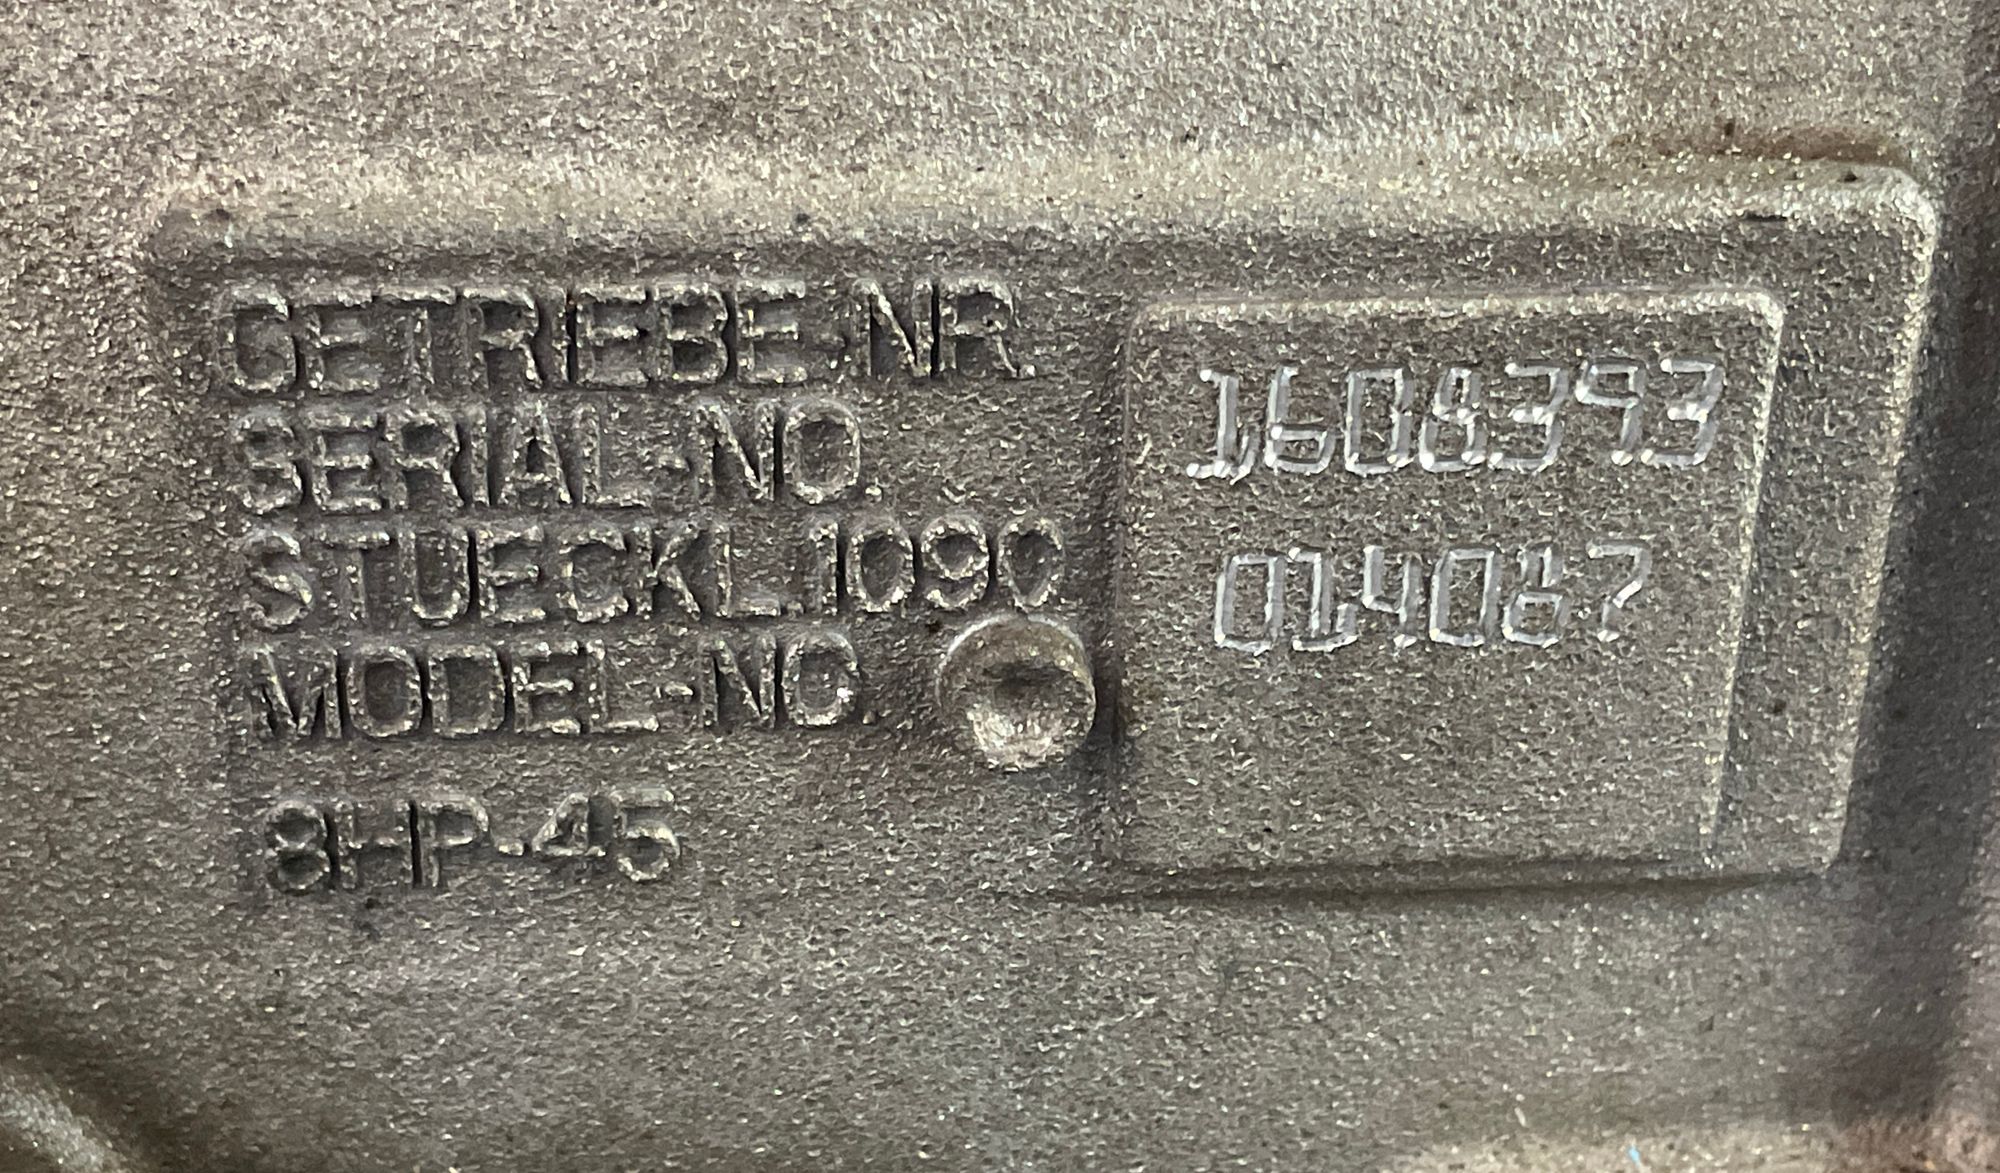 GETRIEBE-NR.
SERIAL-NO.
STUECKL.1090
MODEL-NO.
8HP-45
1608393
014087